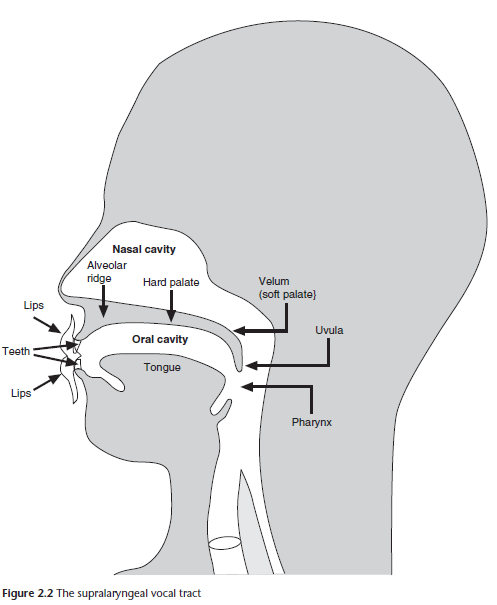 Nasal cavity
Alveolar
ridge
Hard palate
Velum
(soft palate}
Lips
Uvula
Oral cavity
Teeth
Tongue
Lips
Pharynx
Figure 2.2 The supralaryngeal vocal tract